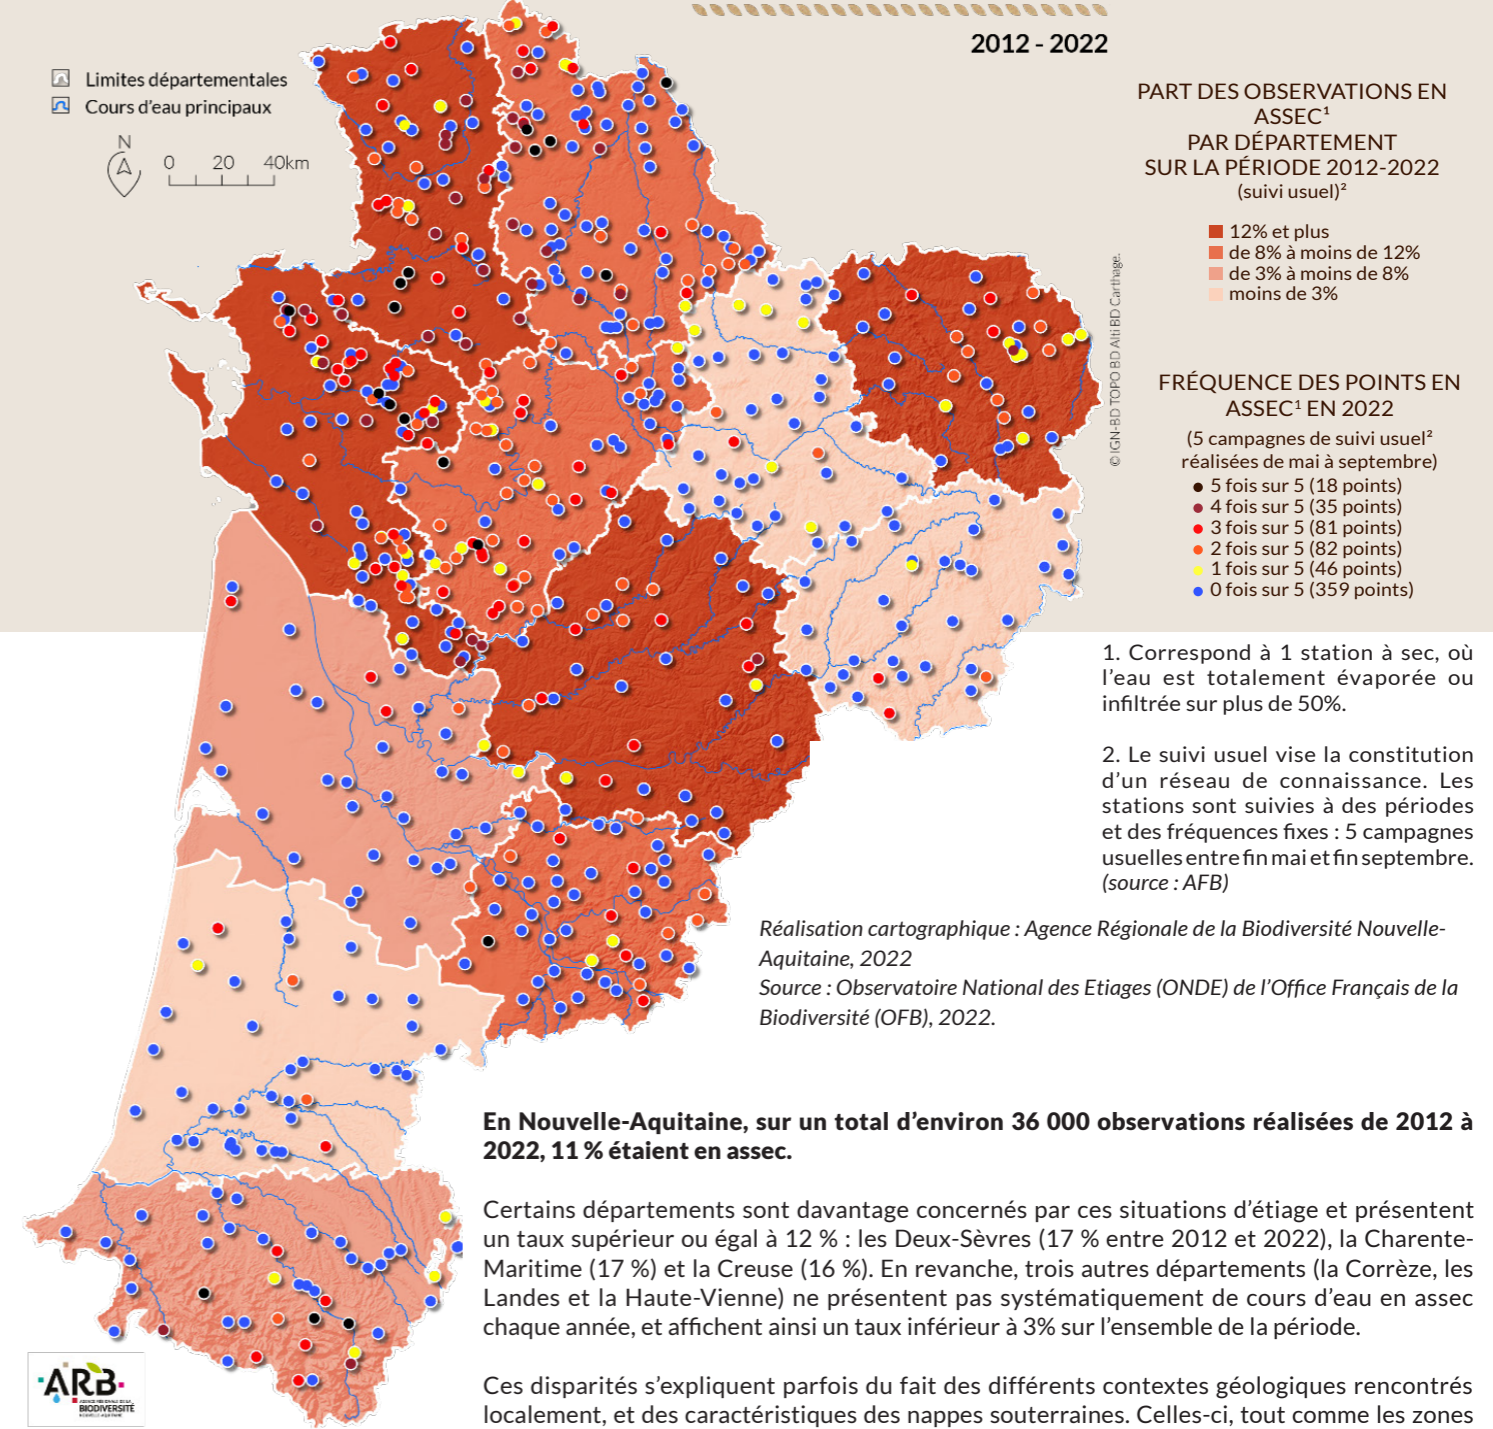 2012 - 2022
Limites départementales
Cours d'eau principaux
N
0 20 40km
PART DES OBSERVATIONS EN
ASSEC¹
PAR DÉPARTEMENT
SUR LA PÉRIODE 2012-2022
(suivi usuel)²
12% et plus
de 8% à moins de 12%
de 3% à moins de 8%
moins de 3%
© IGN-BD TOPO BD Alti BD Carthage.
FRÉQUENCE DES POINTS EN
ASSEC¹ EN 2022
(5 campagnes de suivi usuel²
réalisées de mai à septembre)
5 fois sur 5 (18 points)
4 fois sur 5 (35 points)
3 fois sur 5 (81 points)
2 fois sur 5 (82 points)
1 fois sur 5 (46 points)
0 fois sur 5 (359 points)
1. Correspond à 1 station à sec, où
l'eau est totalement évaporée ou
infiltrée sur plus de 50%.
2. Le suivi usuel vise la constitution
d'un réseau de connaissance. Les
stations sont suivies à des périodes
et des fréquences fixes : 5 campagnes
usuelles entre fin mai et fin septembre.
(source : AFB)
Réalisation cartographique : Agence Régionale de la Biodiversité Nouvelle-
Aquitaine, 2022
Source : Observatoire National des Etiages (ONDE) de l'Office Français de la
Biodiversité (OFB), 2022.
En Nouvelle-Aquitaine, sur un total d'environ 36 000 observations réalisées de 2012 à
2022, 11 % étaient en assec.
Certains départements sont davantage concernés par ces situations d'étiage et présentent
un taux supérieur ou égal à 12 % : les Deux-Sèvres (17 % entre 2012 et 2022), la Charente-
Maritime (17 %) et la Creuse (16 %). En revanche, trois autres départements (la Corrèze, les
Landes et la Haute-Vienne) ne présentent pas systématiquement de cours d'eau en assec
chaque année, et affichent ainsi un taux inférieur à 3% sur l'ensemble de la période.
ARB
AGENCE RÉGIONALE DE LA
BIODIVERSITÉ
NOUVELLE-AQUITAINE
Ces disparités s'expliquent parfois du fait des différents contextes géologiques rencontrés
localement, et des caractéristiques des nappes souterraines. Celles-ci, tout comme les zones